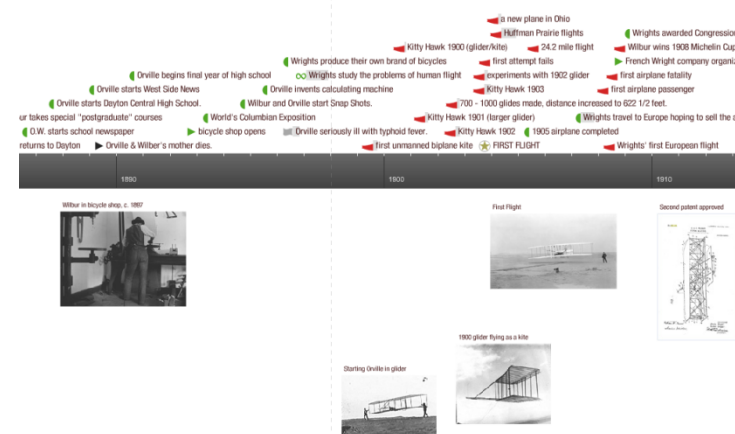 a new plane in Ohio
Huffman Prairie flights
Wrights awarded Congressio
Kitty Hawk 1900 (glider/kite)
24.2 mile flight
Wilbur wins 1908 Michelin Cup
Wrights produce their own brand of bicycles
first attempt fails
French Wright company organiz
Orville begins final year of high school
Wrights study the problems of human flight
experiments with 1902 glider
first airplane fatality
Orville starts West Side News
Orville invents calculating machine
Kitty Hawk 1903
first airplane passenger
Orville starts Dayton Central High School.
Wilbur and Orville start Snap Shots.
700 - 1000 glides made, distance increased to 622 1/2 feet.
ur takes special "postgraduate" courses
World's Columbian Exposition
Kitty Hawk 1901 (larger glider)
Wrights travel to Europe hoping to sell the a
O.W. starts school newspaper
bicycle shop opens
Orville seriously ill with typhoid fever.
Kitty Hawk 1902
1905 airplane completed
returns to Dayton
Orville & Wilber's mother dies.
first unmanned biplane kite
FIRST FLIGHT
Wrights' first European flight
1890
1900
1910
Wilbur in bicycle shop, c. 1897
First Flight
Second patent approved
1900 glider flying as a kite
Starting Orville in glider